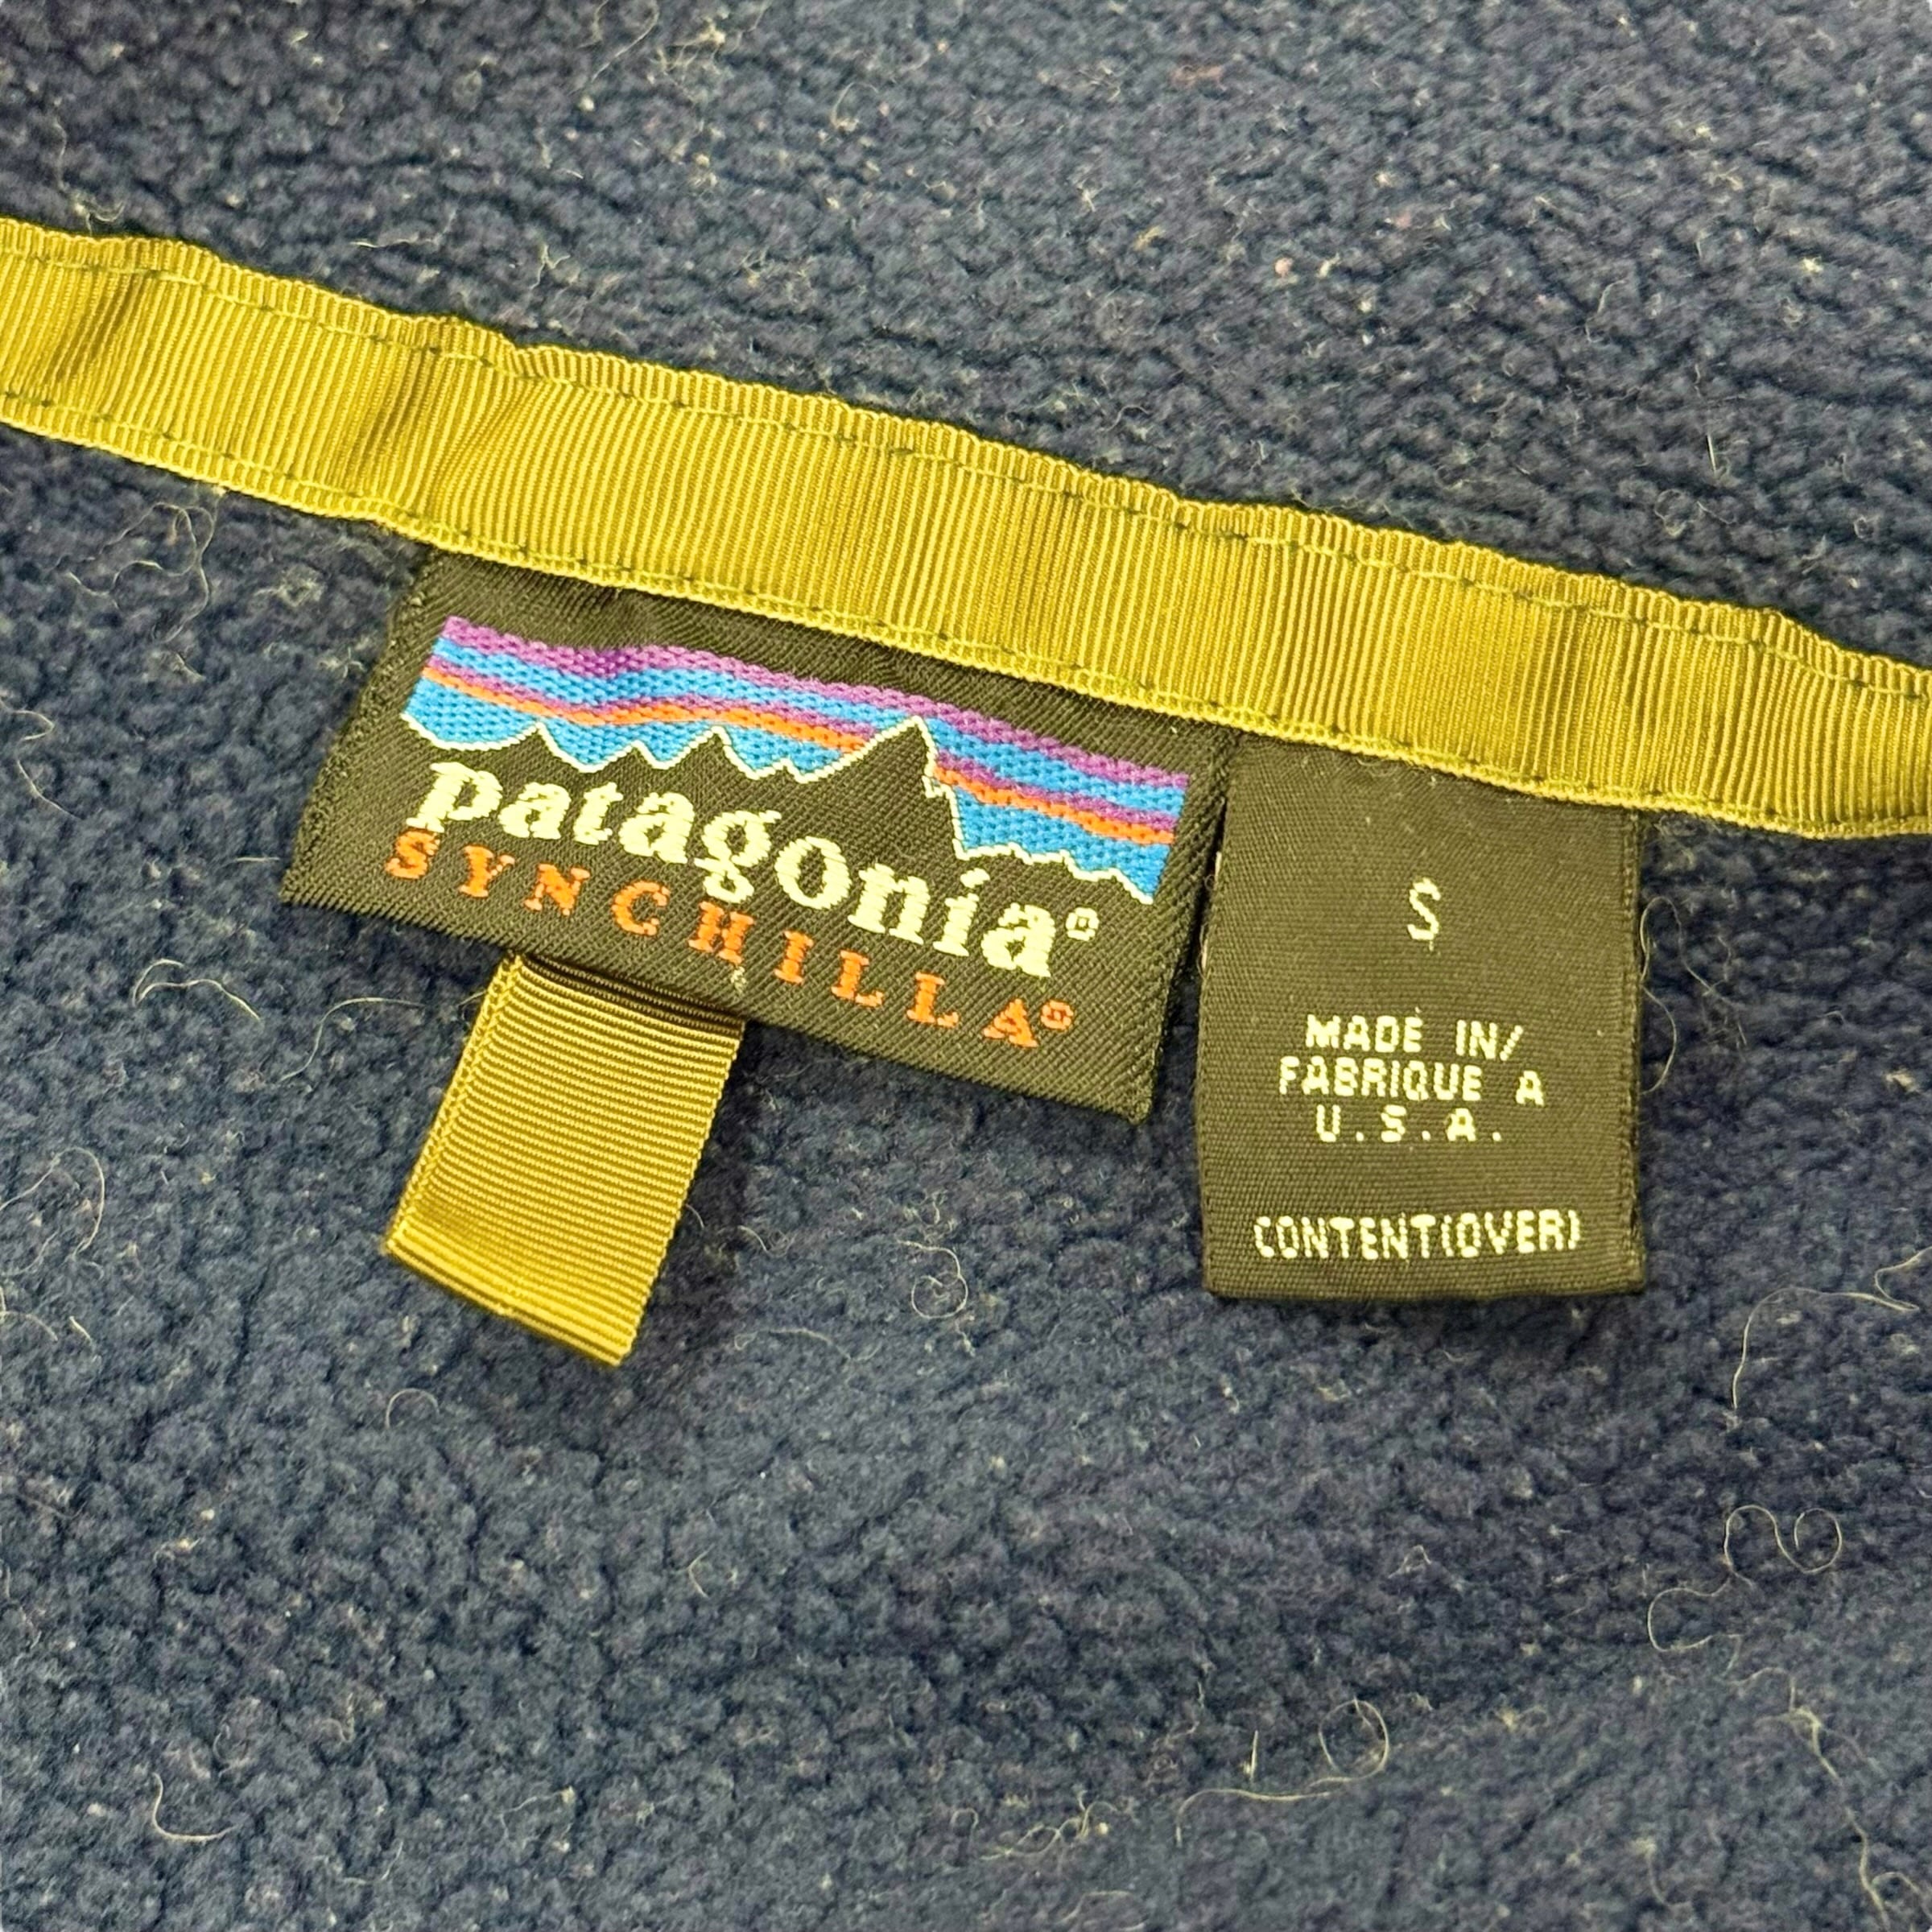 patagonia®
SYNCHILLA®
S
MADE IN/
FABRIQUE A
U.S.A.
CONTENT(OVER)